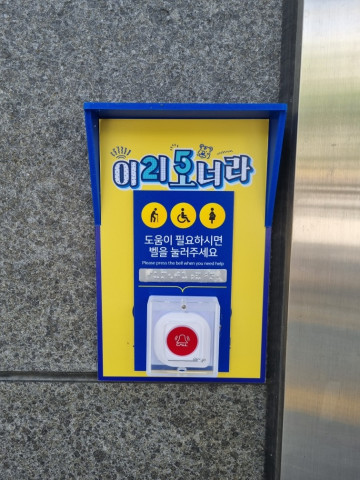 이리오너라
도움이 필요하시면
벨을 눌러주세요
Please press the bell when you need help